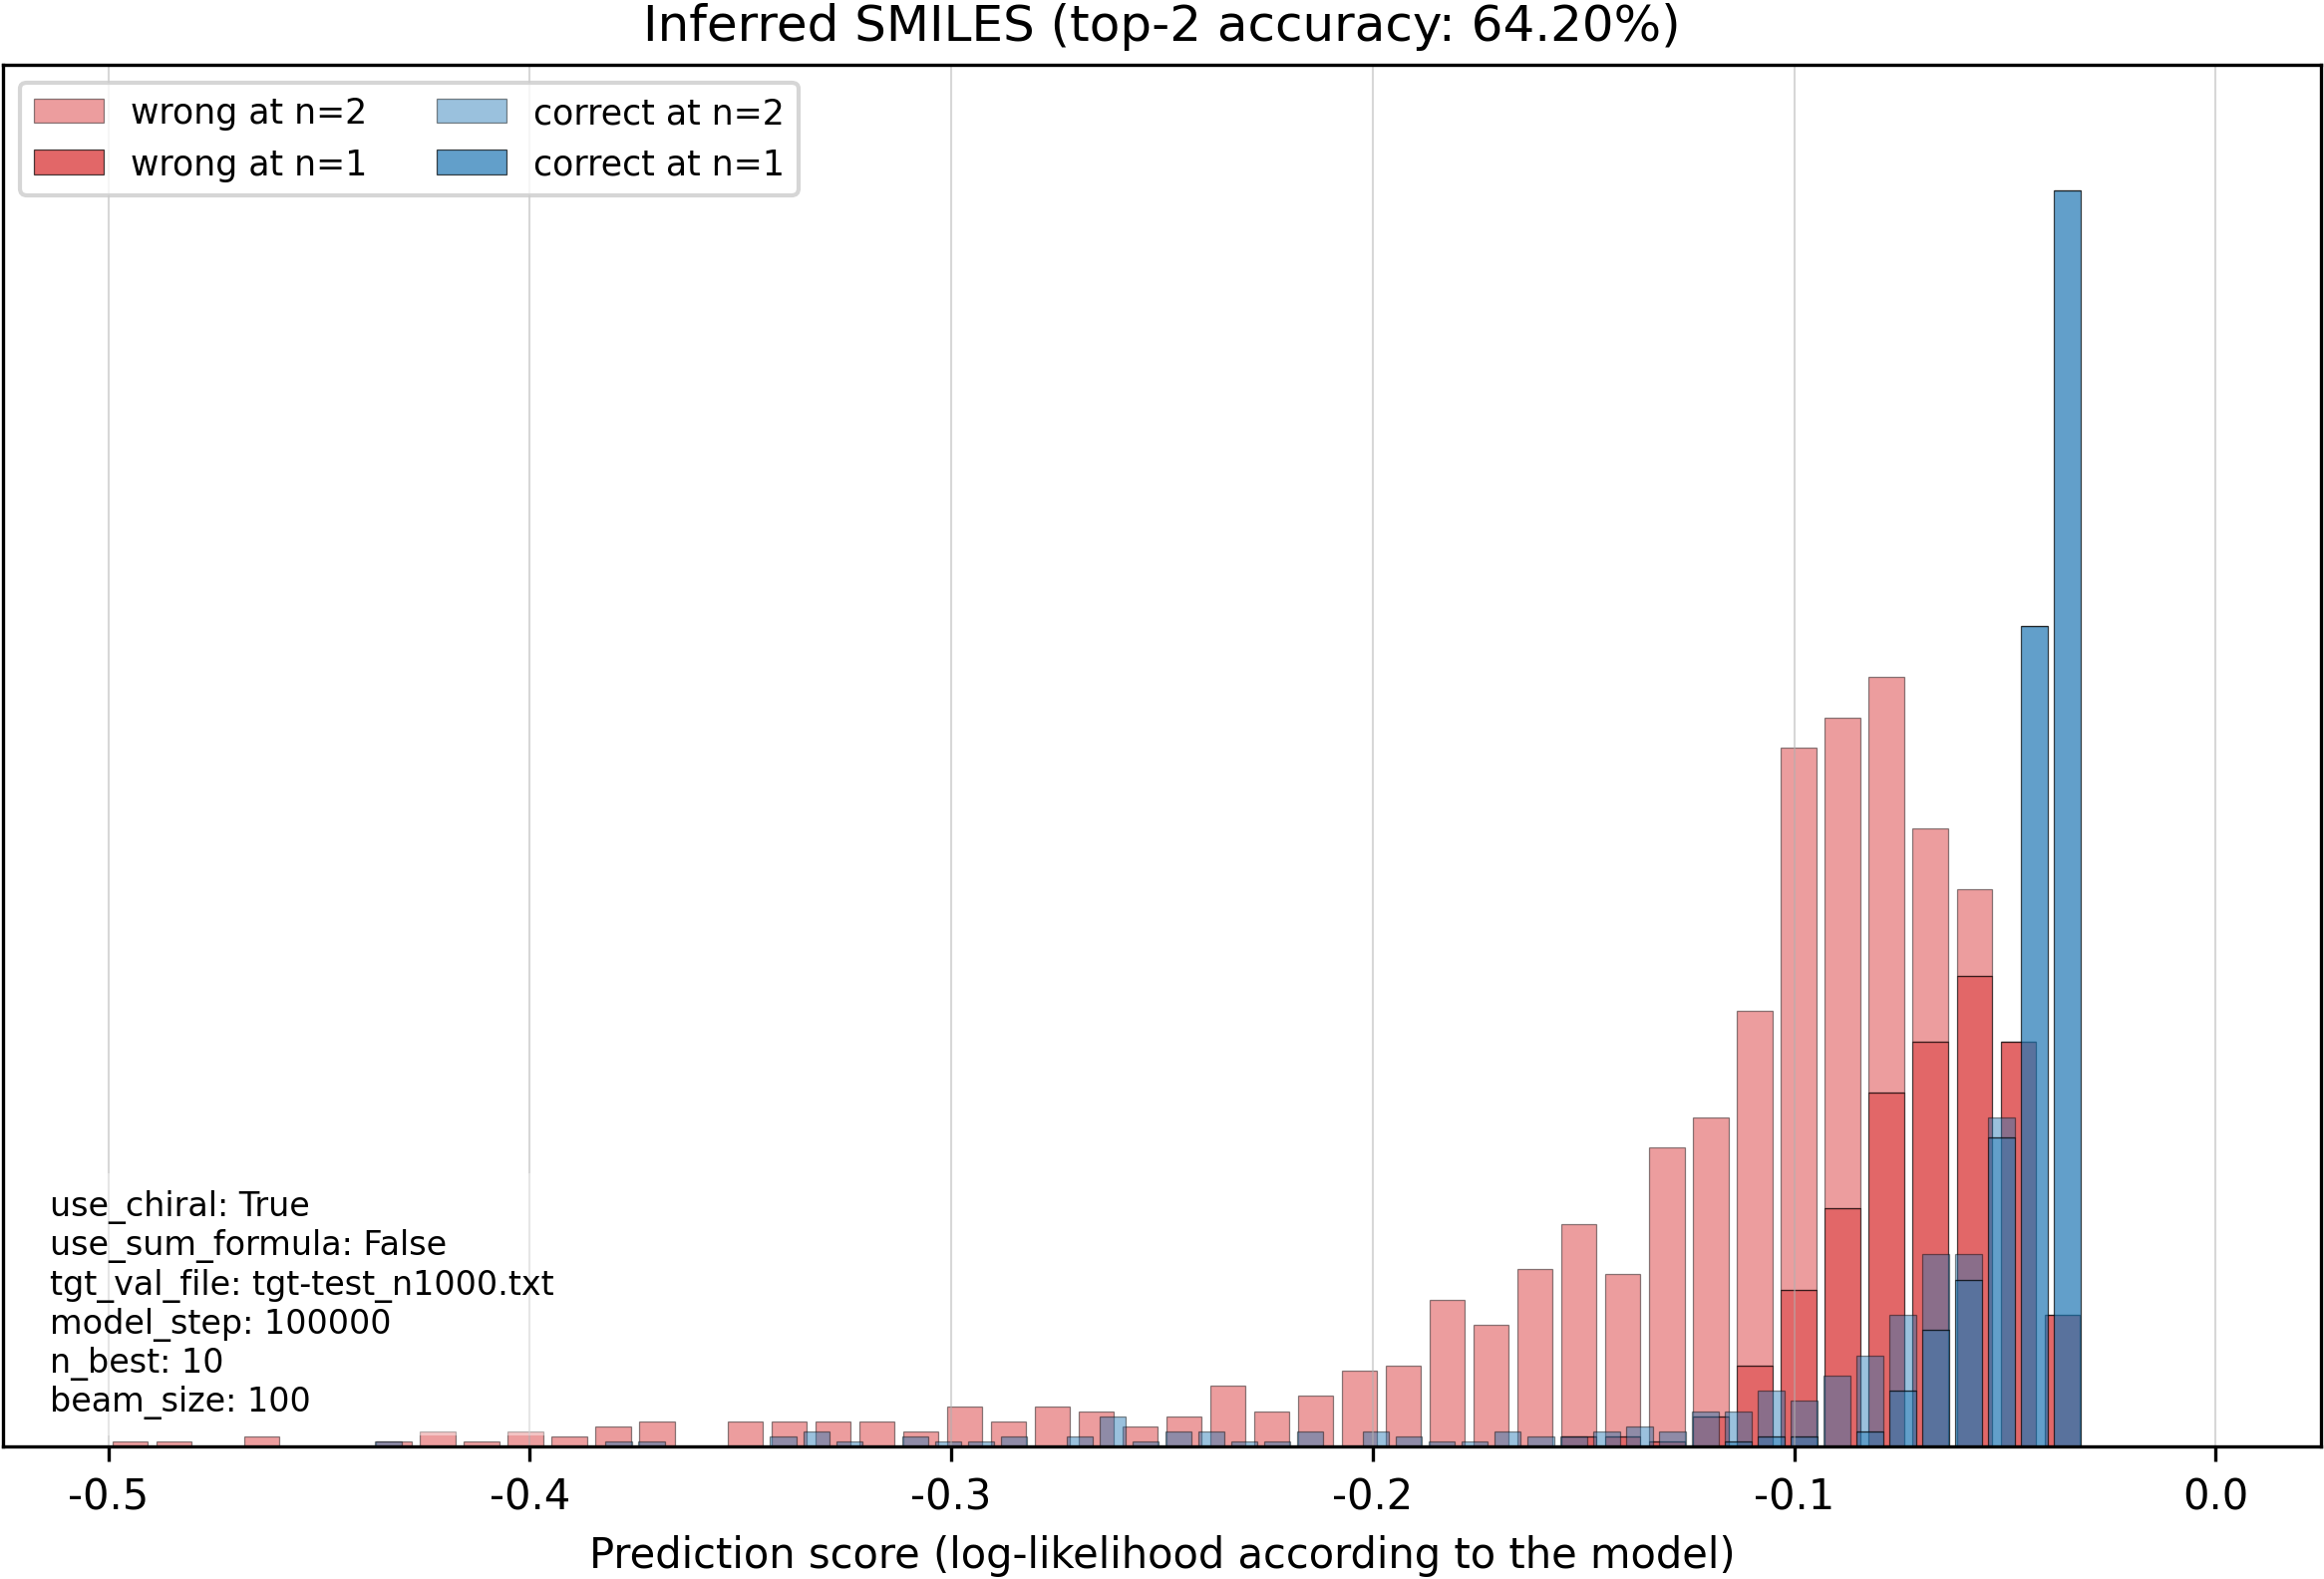 Inferred SMILES (top-2 accuracy: 64.20%)
wrong at n=2
correct at n=2
wrong at n=1
correct at n=1
use_chiral: True
use_sum_formula: False
tgt_val_file: tgt-test_n1000.txt
model_step: 100000
n_best: 10
beam_size: 100
-0.5 -0.4 -0.3 -0.2 -0.1 0.0
Prediction score (log-likelihood according to the model)